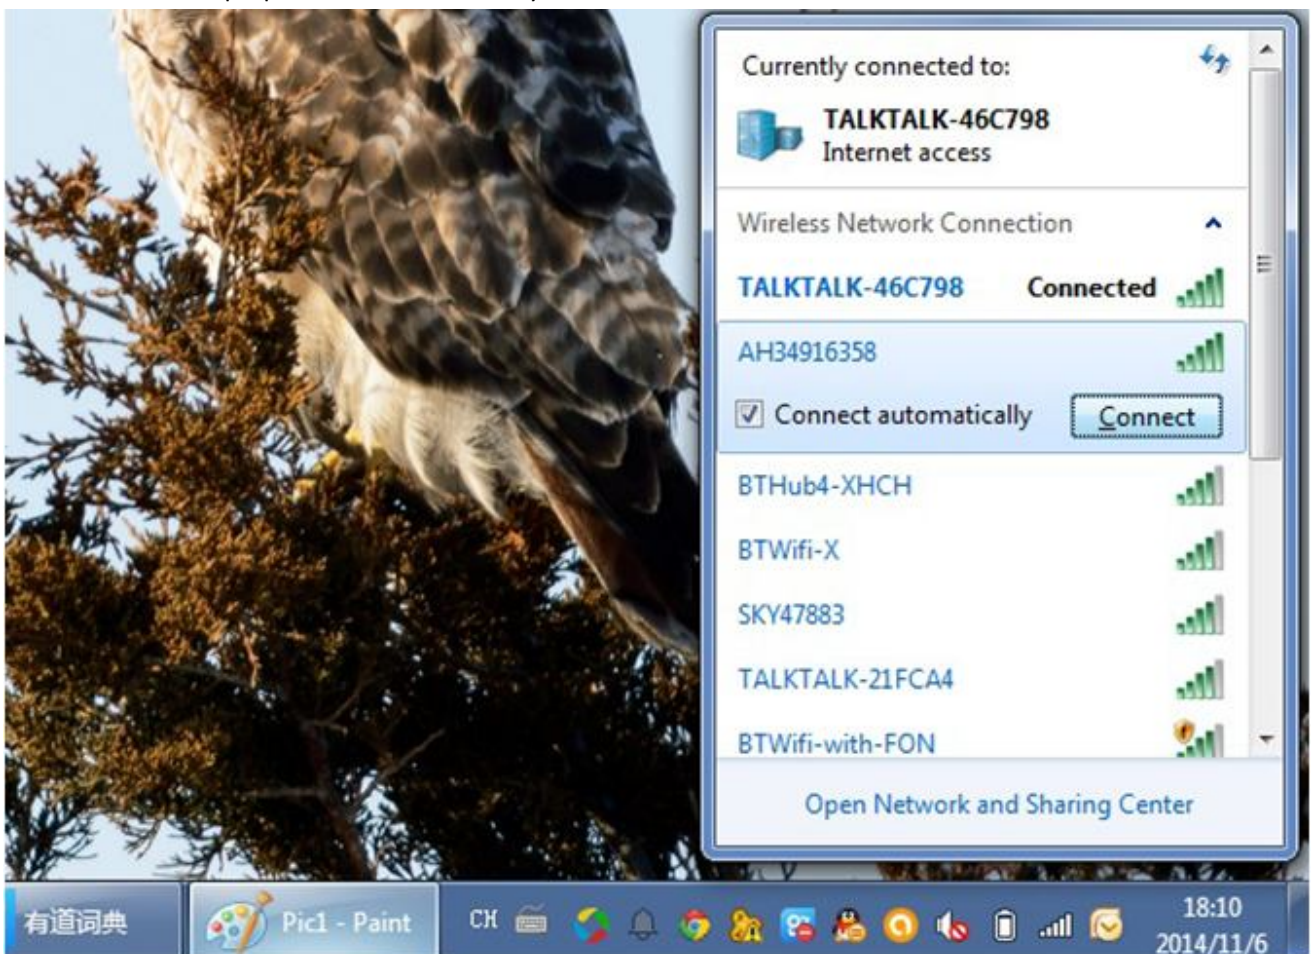 Currently connected to:
TALKTALK-46C798
Internet access
Wireless Network Connection
TALKTALK-46C798 Connected
AH34916358
Connect automatically Connect
BTHub4-XHCH
BTWifi-X
SKY47883
TALKTALK-21FCA4
BTWifi-with-FON
Open Network and Sharing Center
有道词典 Pic1 - Paint CH 18:10
2014/11/6